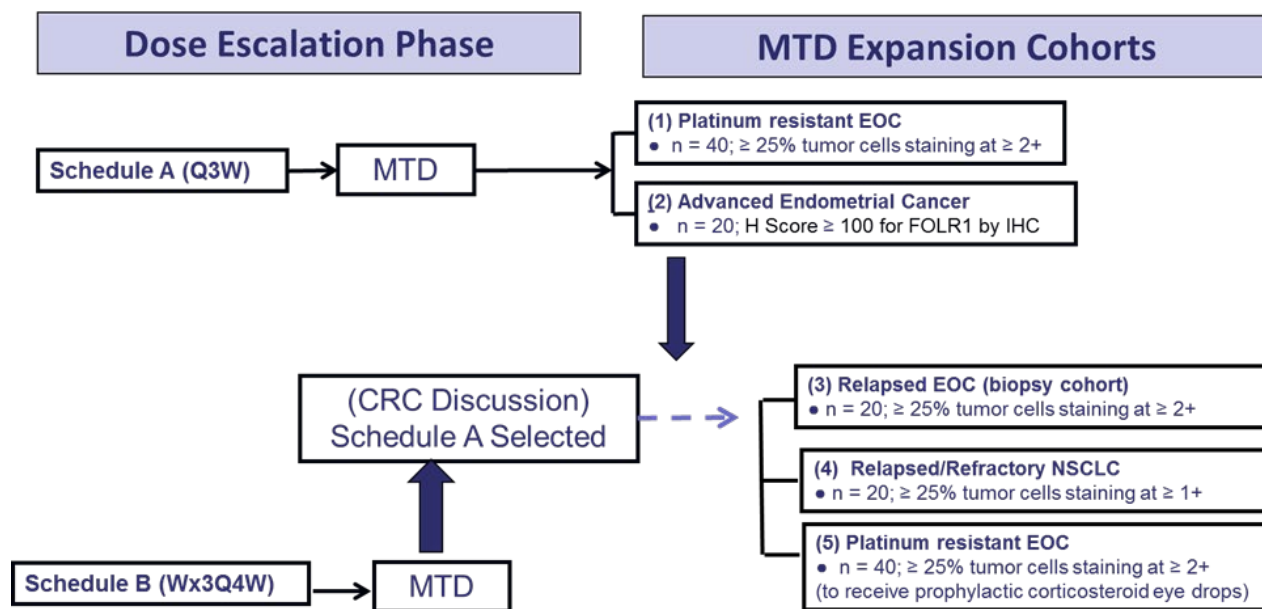 Dose Escalation Phase
MTD Expansion Cohorts
Schedule A (Q3W)
MTD
(1) Platinum resistant EOC
• n = 40; ≥ 25% tumor cells staining at ≥ 2+
(2) Advanced Endometrial Cancer
• n = 20; H Score ≥ 100 for FOLR1 by IHC
(CRC Discussion)
Schedule A Selected
(3) Relapsed EOC (biopsy cohort)
• n = 20; ≥ 25% tumor cells staining at ≥ 2+
(4) Relapsed/Refractory NSCLC
• n = 20; ≥ 25% tumor cells staining at ≥ 1+
(5) Platinum resistant EOC
• n = 40; ≥ 25% tumor cells staining at ≥ 2+
(to receive prophylactic corticosteroid eye drops)
Schedule B (Wx3Q4W)
MTD